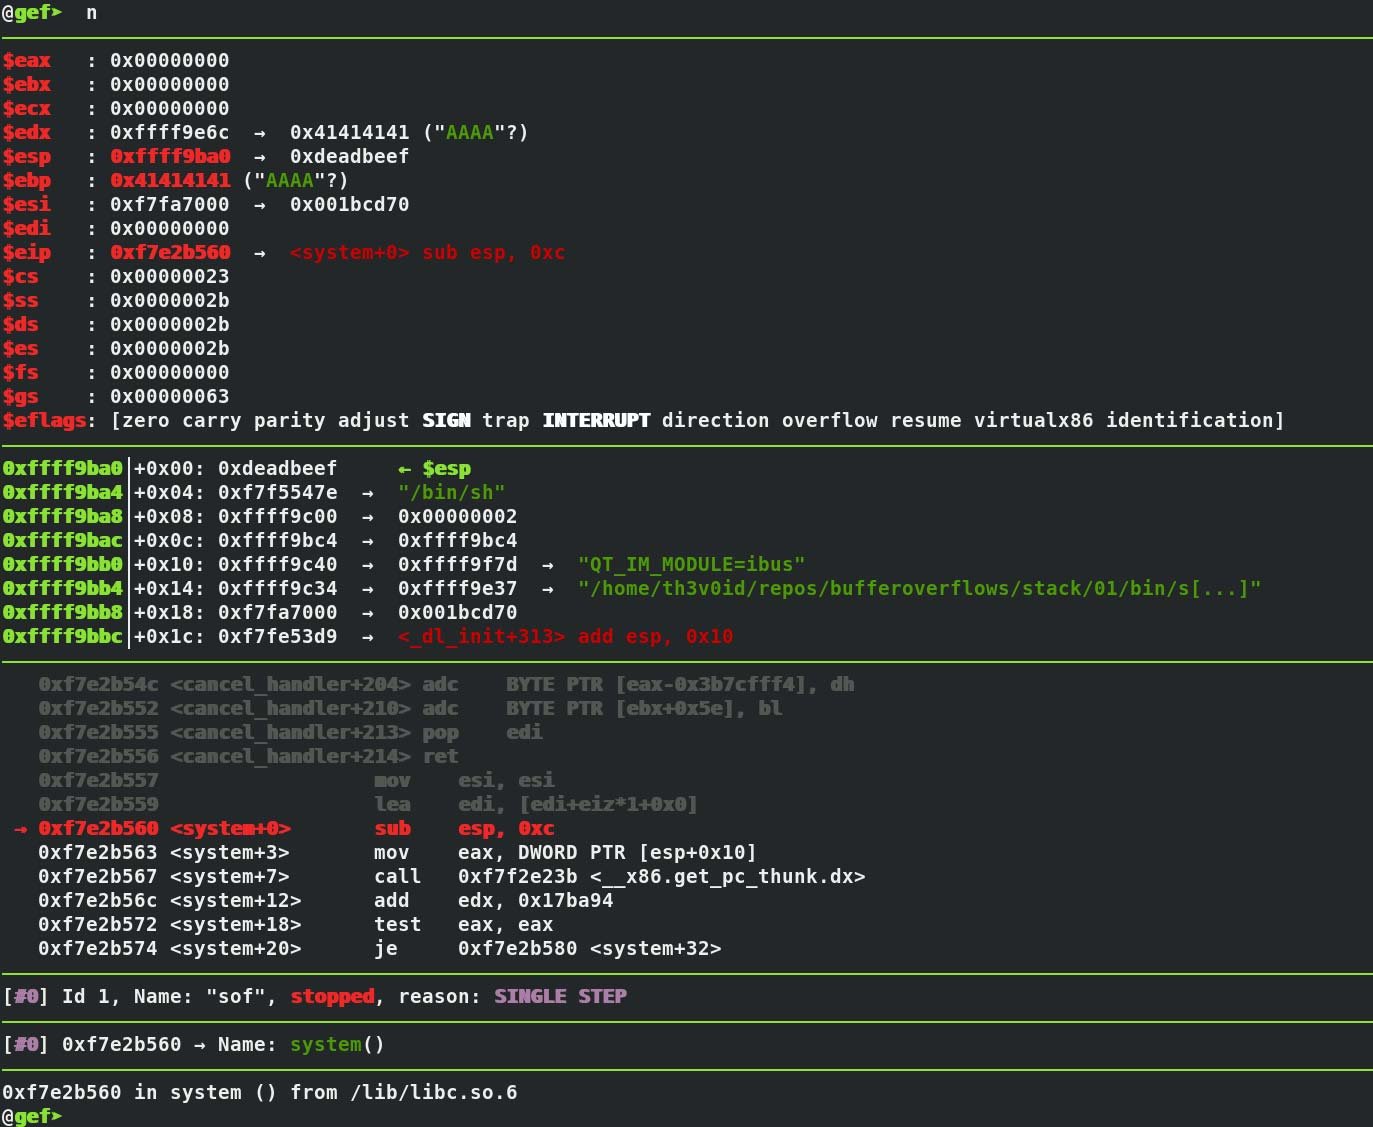 @gef➤  n
$eax   : 0x00000000
$ebx   : 0x00000000
$ecx   : 0x00000000
$edx   : 0xffff9e6c  →  0x41414141 ("AAAA"?)
$esp   : 0xffff9ba0  →  0xdeadbeef
$ebp   : 0x41414141 ("AAAA"?)
$esi   : 0xf7fa7000  →  0x001bcd70
$edi   : 0x00000000
$eip   : 0xf7e2b560  →  <system+0> sub esp, 0xc
$cs    : 0x00000023
$ss    : 0x0000002b
$ds    : 0x0000002b
$es    : 0x0000002b
$fs    : 0x00000000
$gs    : 0x00000063
$eflags: [zero carry parity adjust SIGN trap INTERRUPT direction overflow resume virtualx86 identification]
0xffff9ba0│+0x00: 0xdeadbeef     ← $esp
0xffff9ba4│+0x04: 0xf7f5547e  →  "/bin/sh"
0xffff9ba8│+0x08: 0xffff9c00  →  0x00000002
0xffff9bac│+0x0c: 0xffff9bc4  →  0xffff9bc4
0xffff9bb0│+0x10: 0xffff9c40  →  0xffff9f7d  →  "QT_IM_MODULE=ibus"
0xffff9bb4│+0x14: 0xffff9c34  →  0xffff9e37  →  "/home/th3v0id/repos/bufferoverflows/stack/01/bin/s[...]"
0xffff9bb8│+0x18: 0xf7fa7000  →  0x001bcd70
0xffff9bbc│+0x1c: 0xf7fe53d9  →  <_dl_init+313> add esp, 0x10
0xf7e2b54c <cancel_handler+204> adc    BYTE PTR [eax-0x3b7cfff4], dh
0xf7e2b552 <cancel_handler+210> adc    BYTE PTR [ebx+0x5e], bl
0xf7e2b555 <cancel_handler+213> pop    edi
0xf7e2b556 <cancel_handler+214> ret
0xf7e2b557                  mov    esi, esi
0xf7e2b559                  lea    edi, [edi+eiz*1+0x0]
→ 0xf7e2b560 <system+0>       sub    esp, 0xc
0xf7e2b563 <system+3>       mov    eax, DWORD PTR [esp+0x10]
0xf7e2b567 <system+7>       call   0xf7f2e23b <__x86.get_pc_thunk.dx>
0xf7e2b56c <system+12>      add    edx, 0x17ba94
0xf7e2b572 <system+18>      test   eax, eax
0xf7e2b574 <system+20>      je     0xf7e2b580 <system+32>
[#0] Id 1, Name: "sof", stopped, reason: SINGLE STEP
[#0] 0xf7e2b560 → Name: system()
0xf7e2b560 in system () from /lib/libc.so.6
@gef➤